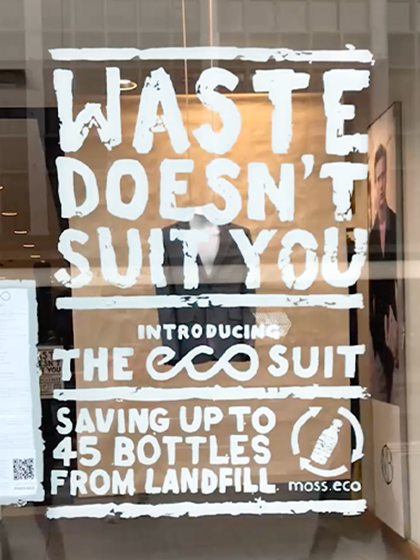 WASTE
DOESN'T
SUIT YOU
INTRODUCING
THE eco SUIT
SAVING UP TO
45 BOTTLES
FROM LANDFILL
moss.eco